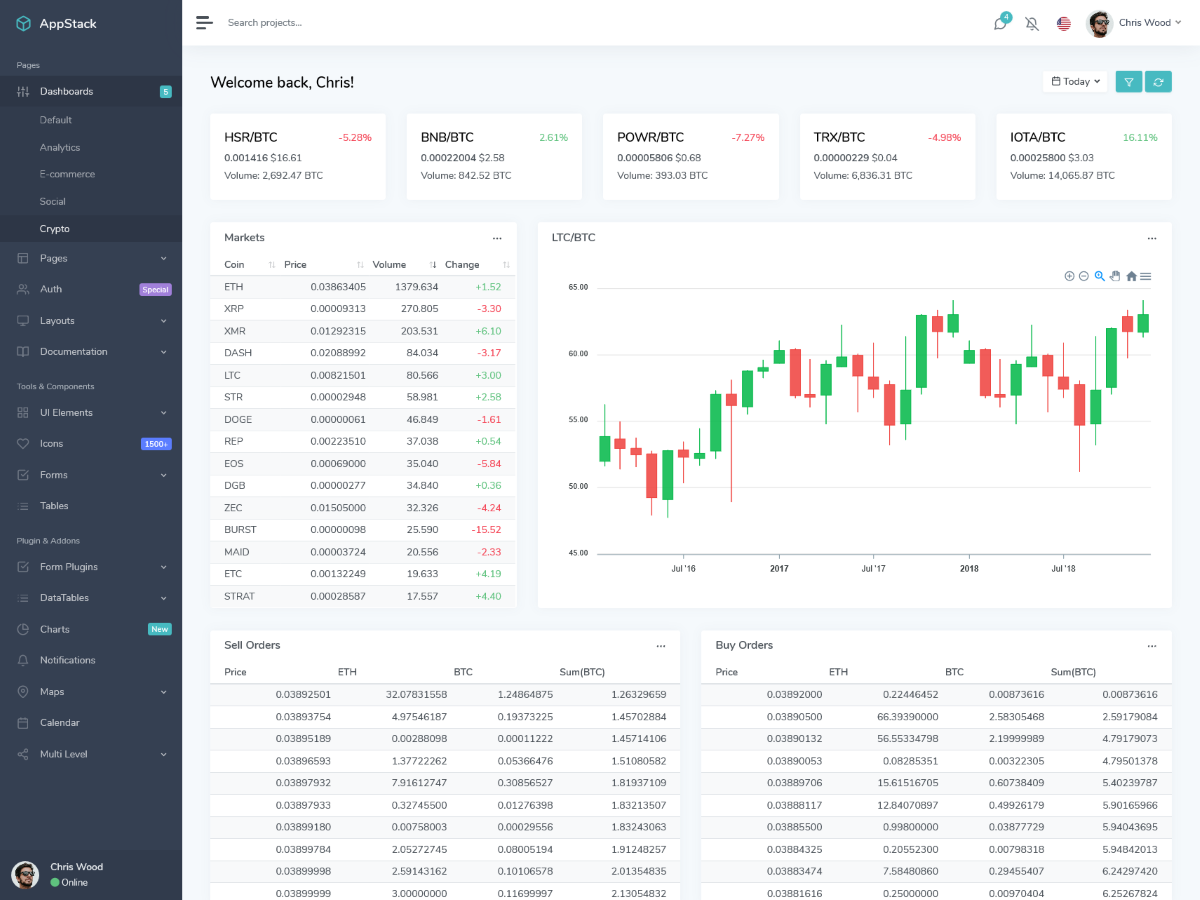 AppStack
Pages
Dashboards 5
Default
Analytics
E-commerce
Social
Crypto
Pages
Auth Special
Layouts
Documentation
Tools & Components
UI Elements
Icons 1500+
Forms
Tables
Plugin & Addons
Form Plugins
DataTables
Charts New
Notifications
Maps
Calendar
Multi Level
Chris Wood
Online
Search projects...
4
Chris Wood
Welcome back, Chris!
Today
HSR/BTC -5.28%
0.001416 $16.61
Volume: 2,692.47 BTC
BNB/BTC 2.61%
0.00022004 $2.58
Volume: 842.52 BTC
POWR/BTC -7.27%
0.00005806 $0.68
Volume: 393.03 BTC
TRX/BTC -4.98%
0.00000229 $0.04
Volume: 6,836.31 BTC
IOTA/BTC 16.11%
0.00025800 $3.03
Volume: 14,065.87 BTC
Markets
Coin Price Volume Change
ETH 0.03863405 1379.634 +1.52
XRP 0.00009313 270.805 -3.30
XMR 0.01292315 203.531 +6.10
DASH 0.02088992 84.034 -3.17
LTC 0.00821501 80.566 +3.00
STR 0.00002948 58.981 +2.58
DOGE 0.00000061 46.849 -1.61
REP 0.00223510 37.038 +0.54
EOS 0.00069000 35.040 -5.84
DGB 0.00000277 34.840 +0.36
ZEC 0.01505000 32.326 -4.24
BURST 0.00000098 25.590 -15.52
MAID 0.00003724 20.556 -2.33
ETC 0.00132249 19.633 +4.19
STRAT 0.00028587 17.557 +4.40
LTC/BTC
65.00
60.00
55.00
50.00
45.00
Jul '16 2017 Jul '17 2018 Jul '18
Sell Orders
Price ETH BTC Sum(BTC)
0.03892501 32.07831558 1.24864875 1.26329659
0.03893754 4.97546187 0.19373225 1.45702884
0.03895189 0.00288098 0.00011222 1.45714106
0.03896593 1.37722262 0.05366476 1.51080582
0.03897932 7.91612747 0.30856527 1.81937109
0.03897933 0.32745500 0.01276398 1.83213507
0.03899180 0.00758003 0.00029556 1.83243063
0.03899784 2.05272745 0.08005194 1.91248257
0.03899998 2.59143162 0.10106578 2.01354835
0.03899999 3.00000000 0.11699997 2.13054832
Buy Orders
Price ETH BTC Sum(BTC)
0.03892000 0.22446452 0.00873616 0.00873616
0.03890500 66.39390000 2.58305468 2.59179084
0.03890132 56.55334798 2.19999989 4.79179073
0.03890053 0.08285351 0.00322305 4.79501378
0.03889706 15.61516705 0.60738409 5.40239787
0.03888117 12.84070897 0.49926179 5.90165966
0.03885500 0.99800000 0.03877729 5.94043695
0.03884325 0.20552300 0.00798318 5.94842013
0.03883474 7.58480860 0.29455407 6.24297420
0.03881616 0.25000000 0.00970404 6.25267824